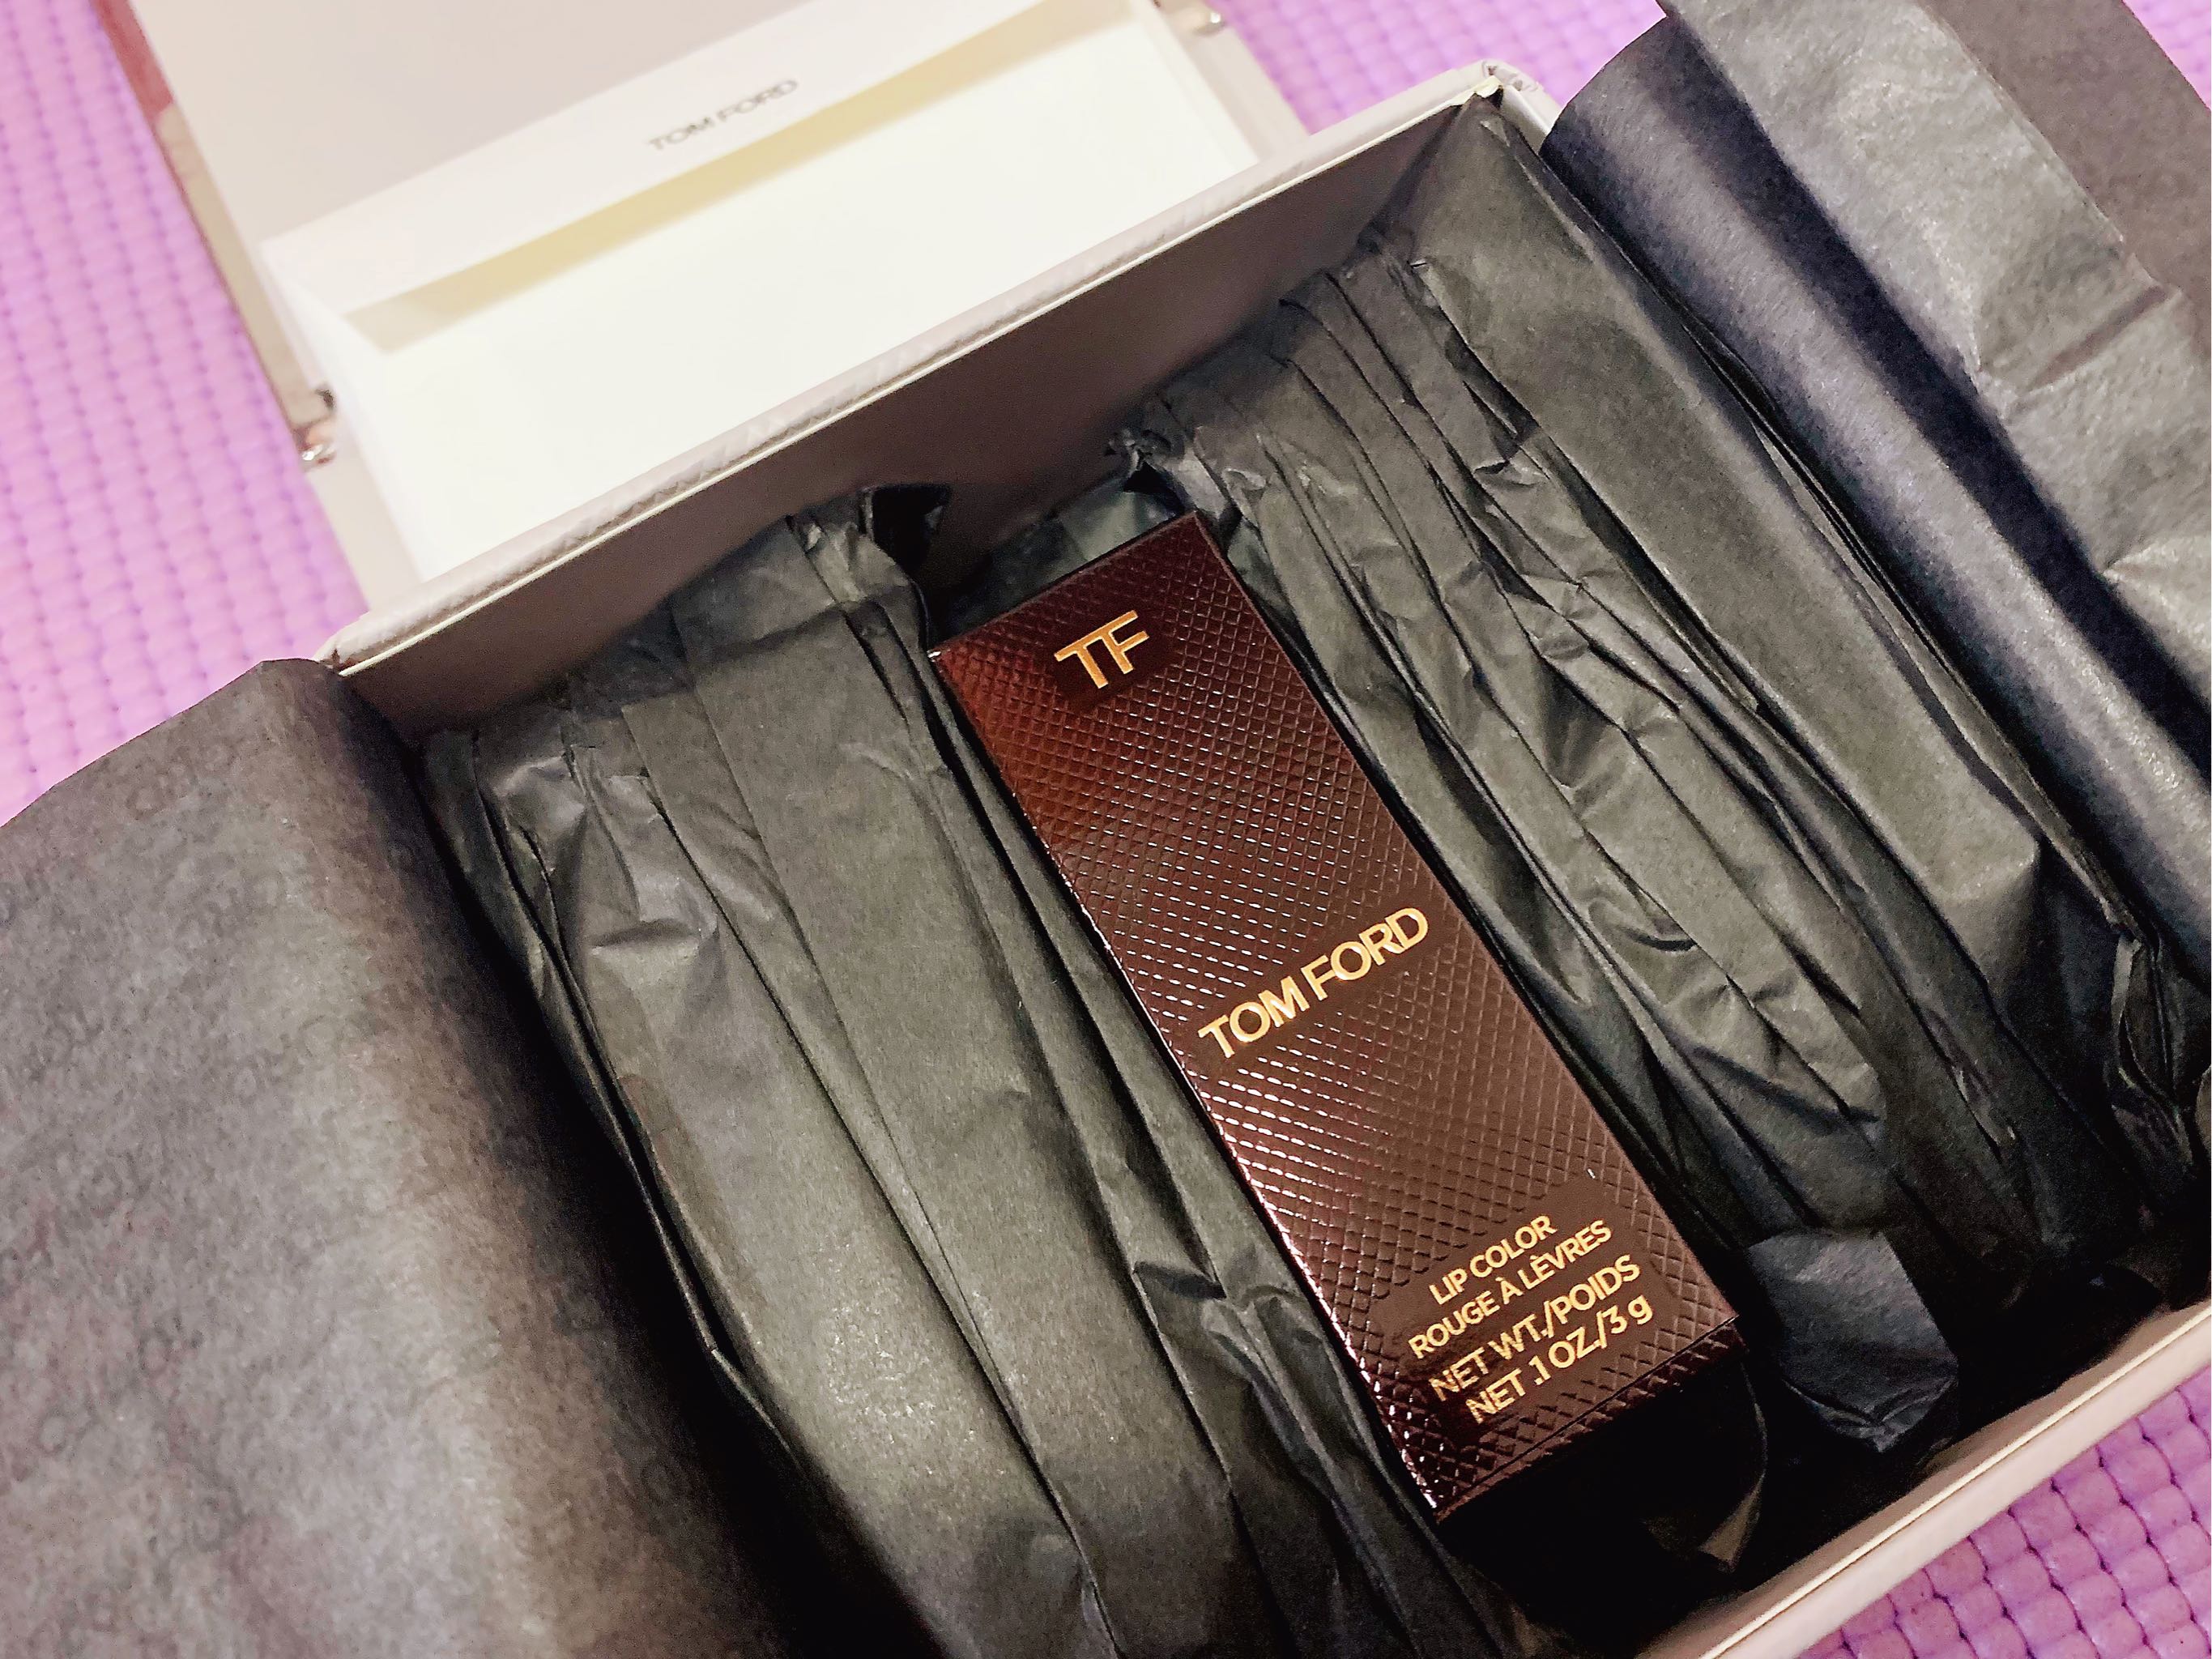 TOM FORD
TF
TOM FORD
LIP COLOR
ROUGE À LÈVRES
NET WT./POIDS
NET .1 OZ./3 g